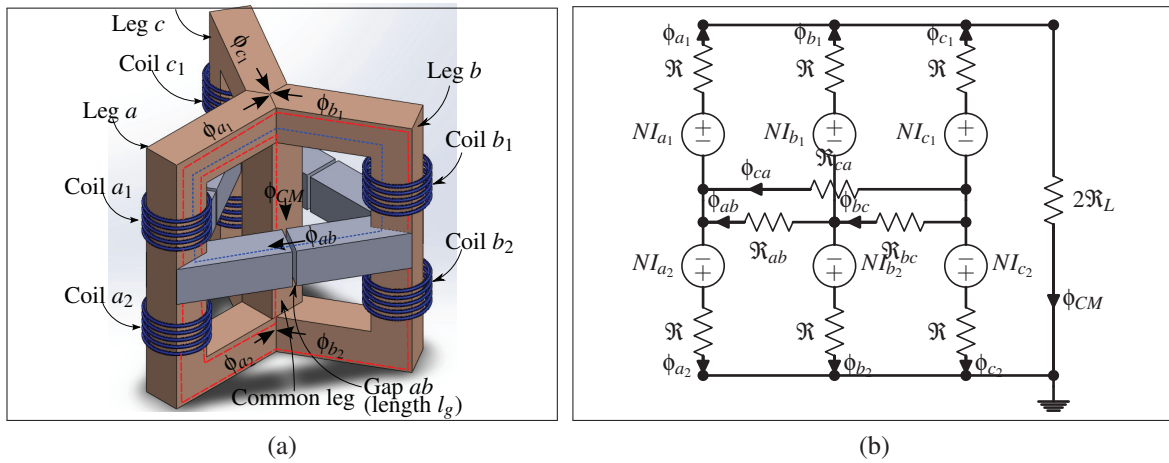 Leg c
ϕc1
Coil c1
Leg b
Leg a
ϕa1
ϕb1
Coil b1
Coil a1
ϕCM
ϕab
Coil b2
Coil a2
ϕa2
ϕb2
Common leg
Gap ab
(length lg)
(a)
ϕa1
ϕb1
ϕc1
ℜ
ℜ
ℜ
NIa1
NIb1
NIc1
ℜca
ϕca
2ℜL
ϕab
ϕbc
ℜab
ℜbc
NIa2
NIb2
NIc2
ϕCM
ℜ
ℜ
ℜ
ϕa2
ϕb2
ϕc2
(b)